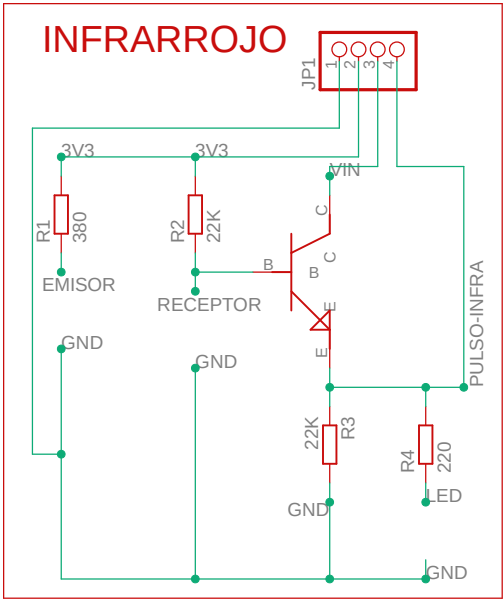 INFRARROJO
JP1
1
2
3
4
3V3
3V3
VIN
R1
380
R2
22K
C
C
B
B
E
E
EMISOR
RECEPTOR
PULSO-INFRA
GND
GND
22K
R3
R4
220
GND
LED
GND